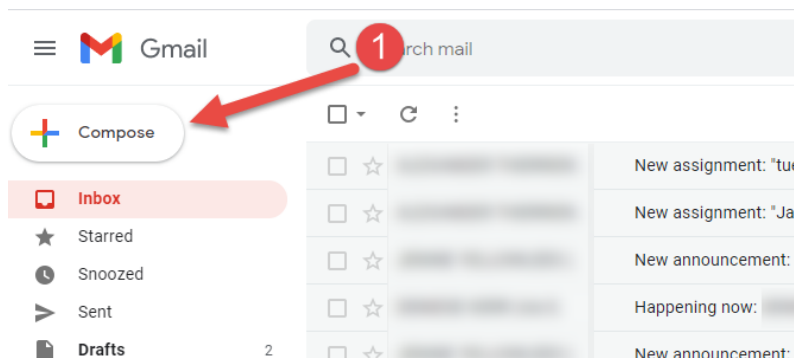 Gmail
1
rch mail
Compose
Inbox
Starred
Snoozed
Sent
Drafts 2
New assignment: "tue
New assignment: "Ja
New announcement:
Happening now:
New announcement: